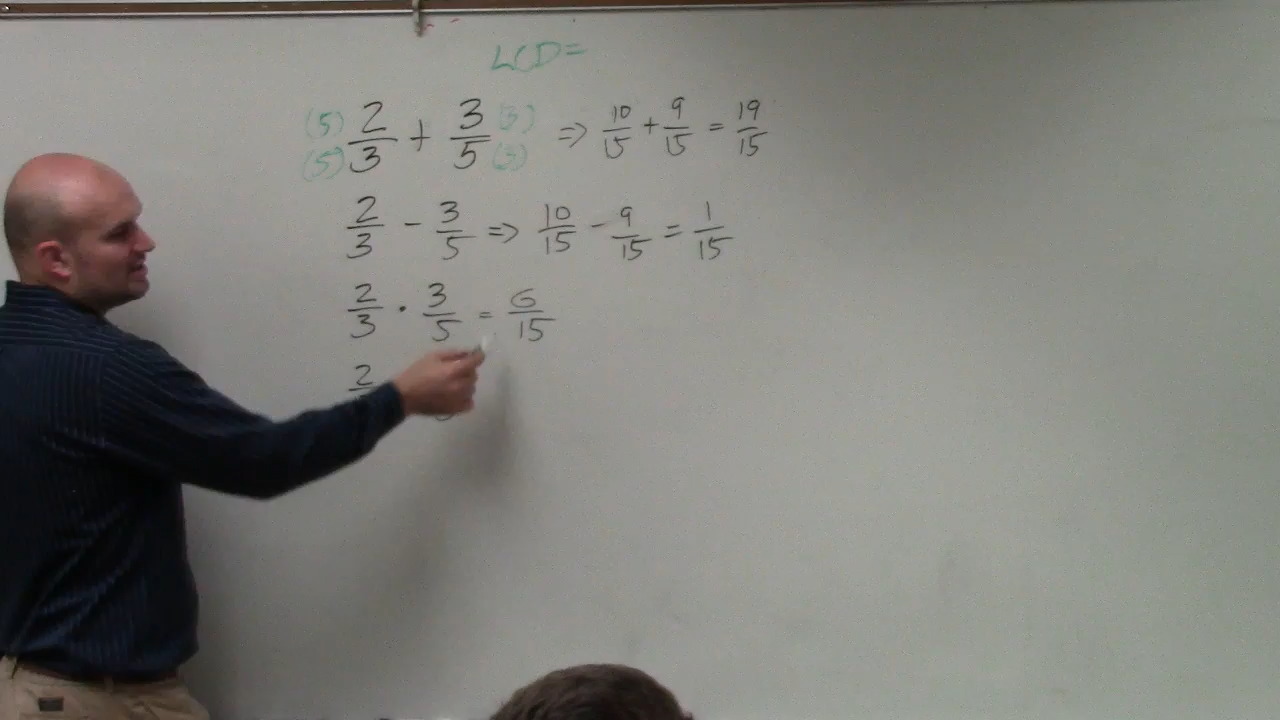 LCD=
(5) 2/3 (5) + 3/5 (3) (3) ⇒ 10/15 + 9/15 = 19/15
2/3 - 3/5 ⇒ 10/15 - 9/15 = 1/15
2/3 · 3/5 = 6/15
2